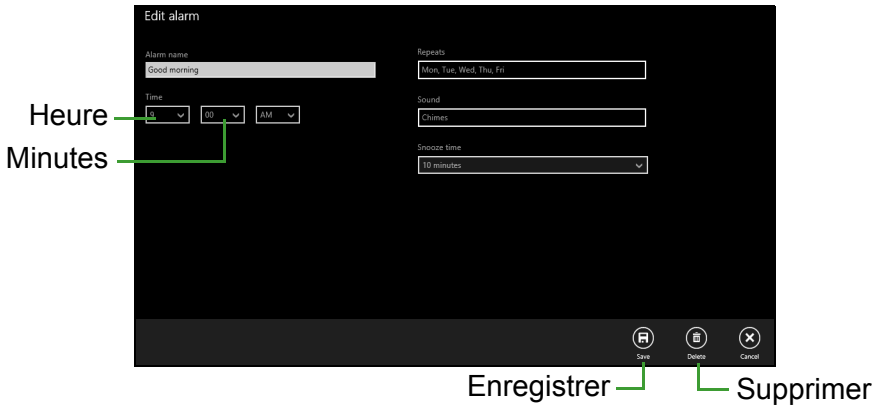 Edit alarm
Alarm name
Good morning
Time
9 00 AM
Repeats
Mon, Tue, Wed, Thu, Fri
Sound
Chimes
Snooze time
10 minutes
Heure
Minutes
Save Delete Cancel
Enregistrer Supprimer